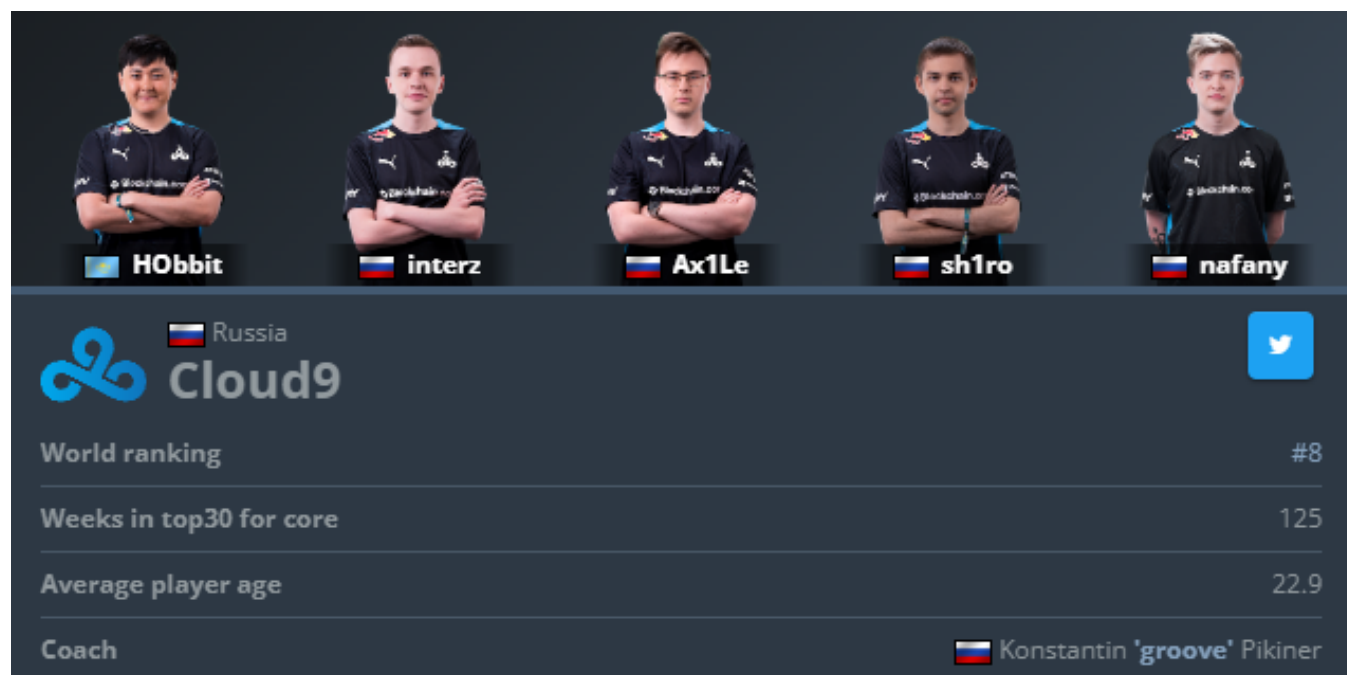 HObbit
interz
Ax1Le
sh1ro
nafany
Russia
Cloud9
World ranking #8
Weeks in top30 for core 125
Average player age 22.9
Coach Konstantin 'groove' Pikiner